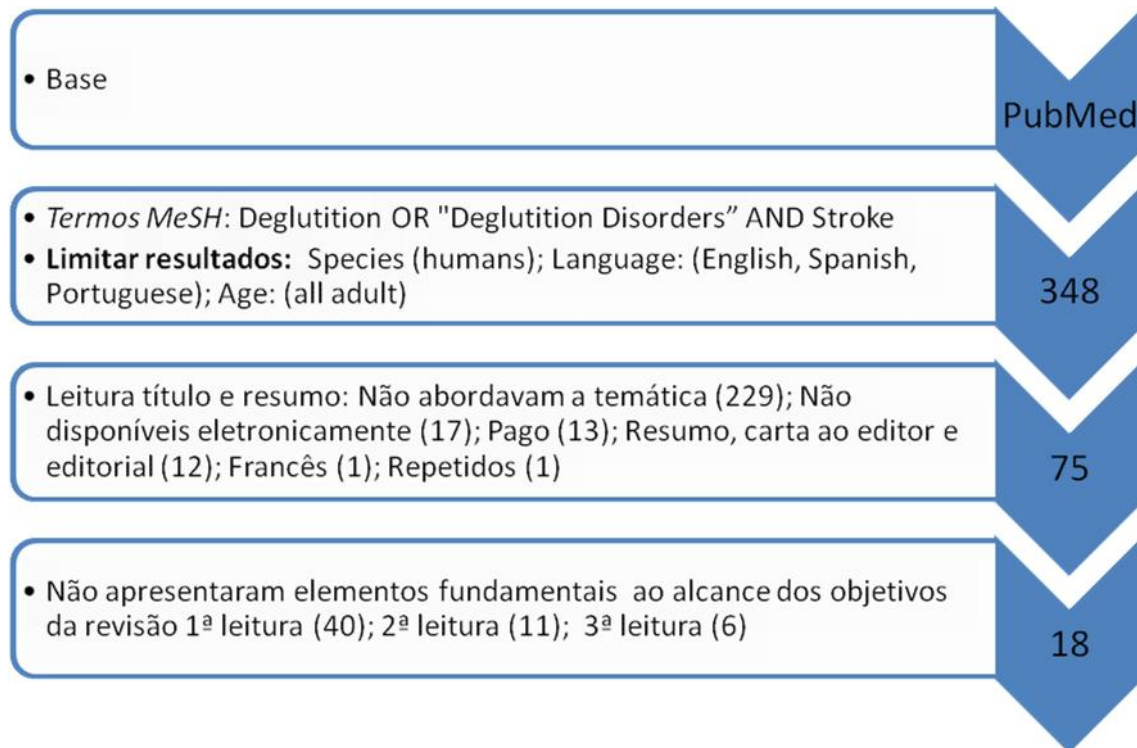 • Base
PubMed
• Termos MeSH: Deglutition OR "Deglutition Disorders” AND Stroke
• Limitar resultados: Species (humans); Language: (English, Spanish,
Portuguese); Age: (all adult)
348
• Leitura título e resumo: Não abordavam a temática (229); Não
disponíveis eletronicamente (17); Pago (13); Resumo, carta ao editor e
editorial (12); Francês (1); Repetidos (1)
75
• Não apresentaram elementos fundamentais ao alcance dos objetivos
da revisão 1ª leitura (40); 2ª leitura (11); 3ª leitura (6)
18